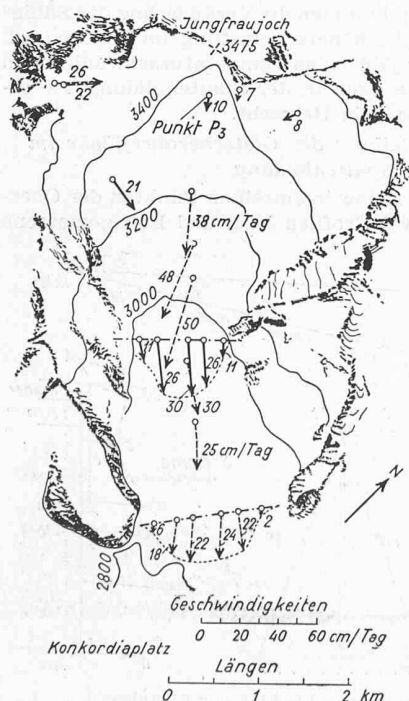 Jungfraujoch
3475
26
22
N
3400
10
7
8
Punkt P3
21
3200
38 cm/Tag
48
3000
50
7
26
26
11
30
30
25 cm/Tag
N
6
18
22
24
22
2
2800
Geschwindigkeiten
0 20 40 60 cm/Tag
Konkordiaplatz
Längen
0 1 2 km